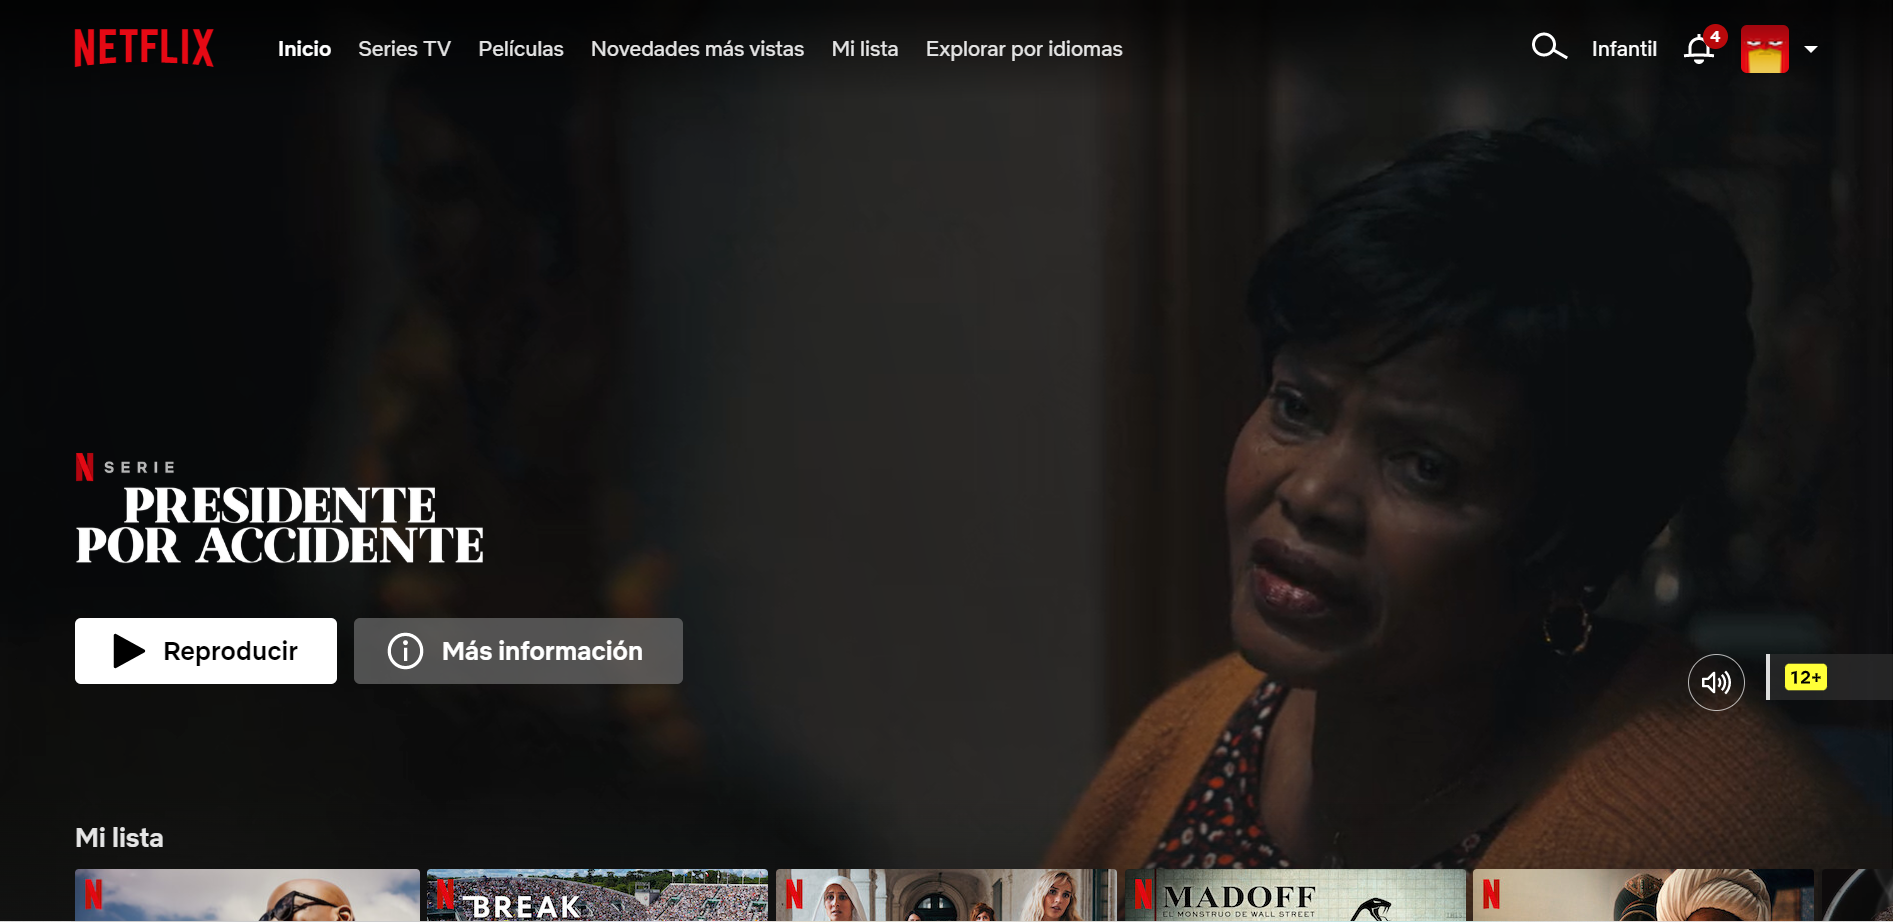 NETFLIX
Inicio
Series TV
Películas
Novedades más vistas
Mi lista
Explorar por idiomas
Infantil
4
N SERIE
PRESIDENTE
POR ACCIDENTE
Reproducir
Más información
12+
Mi lista
N
N
BREAK
N
N
MADOFF
EL MONSTRUO DE WALL STREET
N